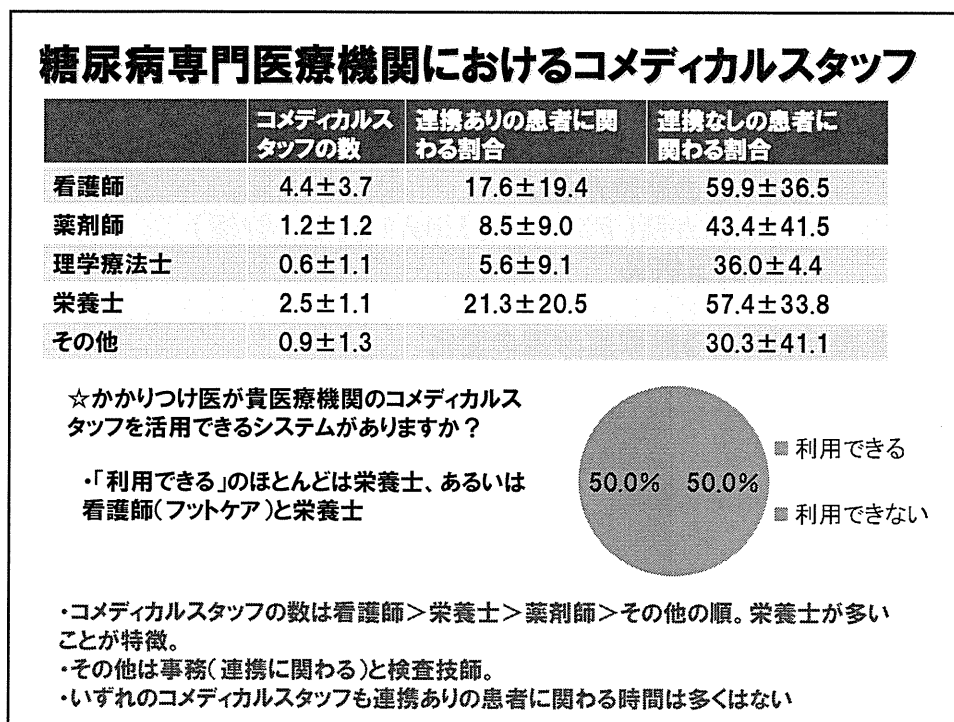 糖尿病専門医療機関におけるコメディカルスタッフ
コメディカルス タッフの数 連携ありの患者に関わる割合 連携なしの患者に関わる割合
看護師 4.4±3.7 17.6±19.4 59.9±36.5
薬剤師 1.2±1.2 8.5±9.0 43.4±41.5
理学療法士 0.6±1.1 5.6±9.1 36.0±4.4
栄養士 2.5±1.1 21.3±20.5 57.4±33.8
その他 0.9±1.3 30.3±41.1
☆かかりつけ医が貴医療機関のコメディカルス
タッフを活用できるシステムがありますか？
・「利用できる」のほとんどは栄養士、あるいは
看護師(フットケア)と栄養士
50.0% 50.0%
利用できる
利用できない
・コメディカルスタッフの数は看護師＞栄養士＞薬剤師＞その他の順。栄養士が多い
ことが特徴。
・その他は事務(連携に関わる)と検査技師。
・いずれのコメディカルスタッフも連携ありの患者に関わる時間は多くはない